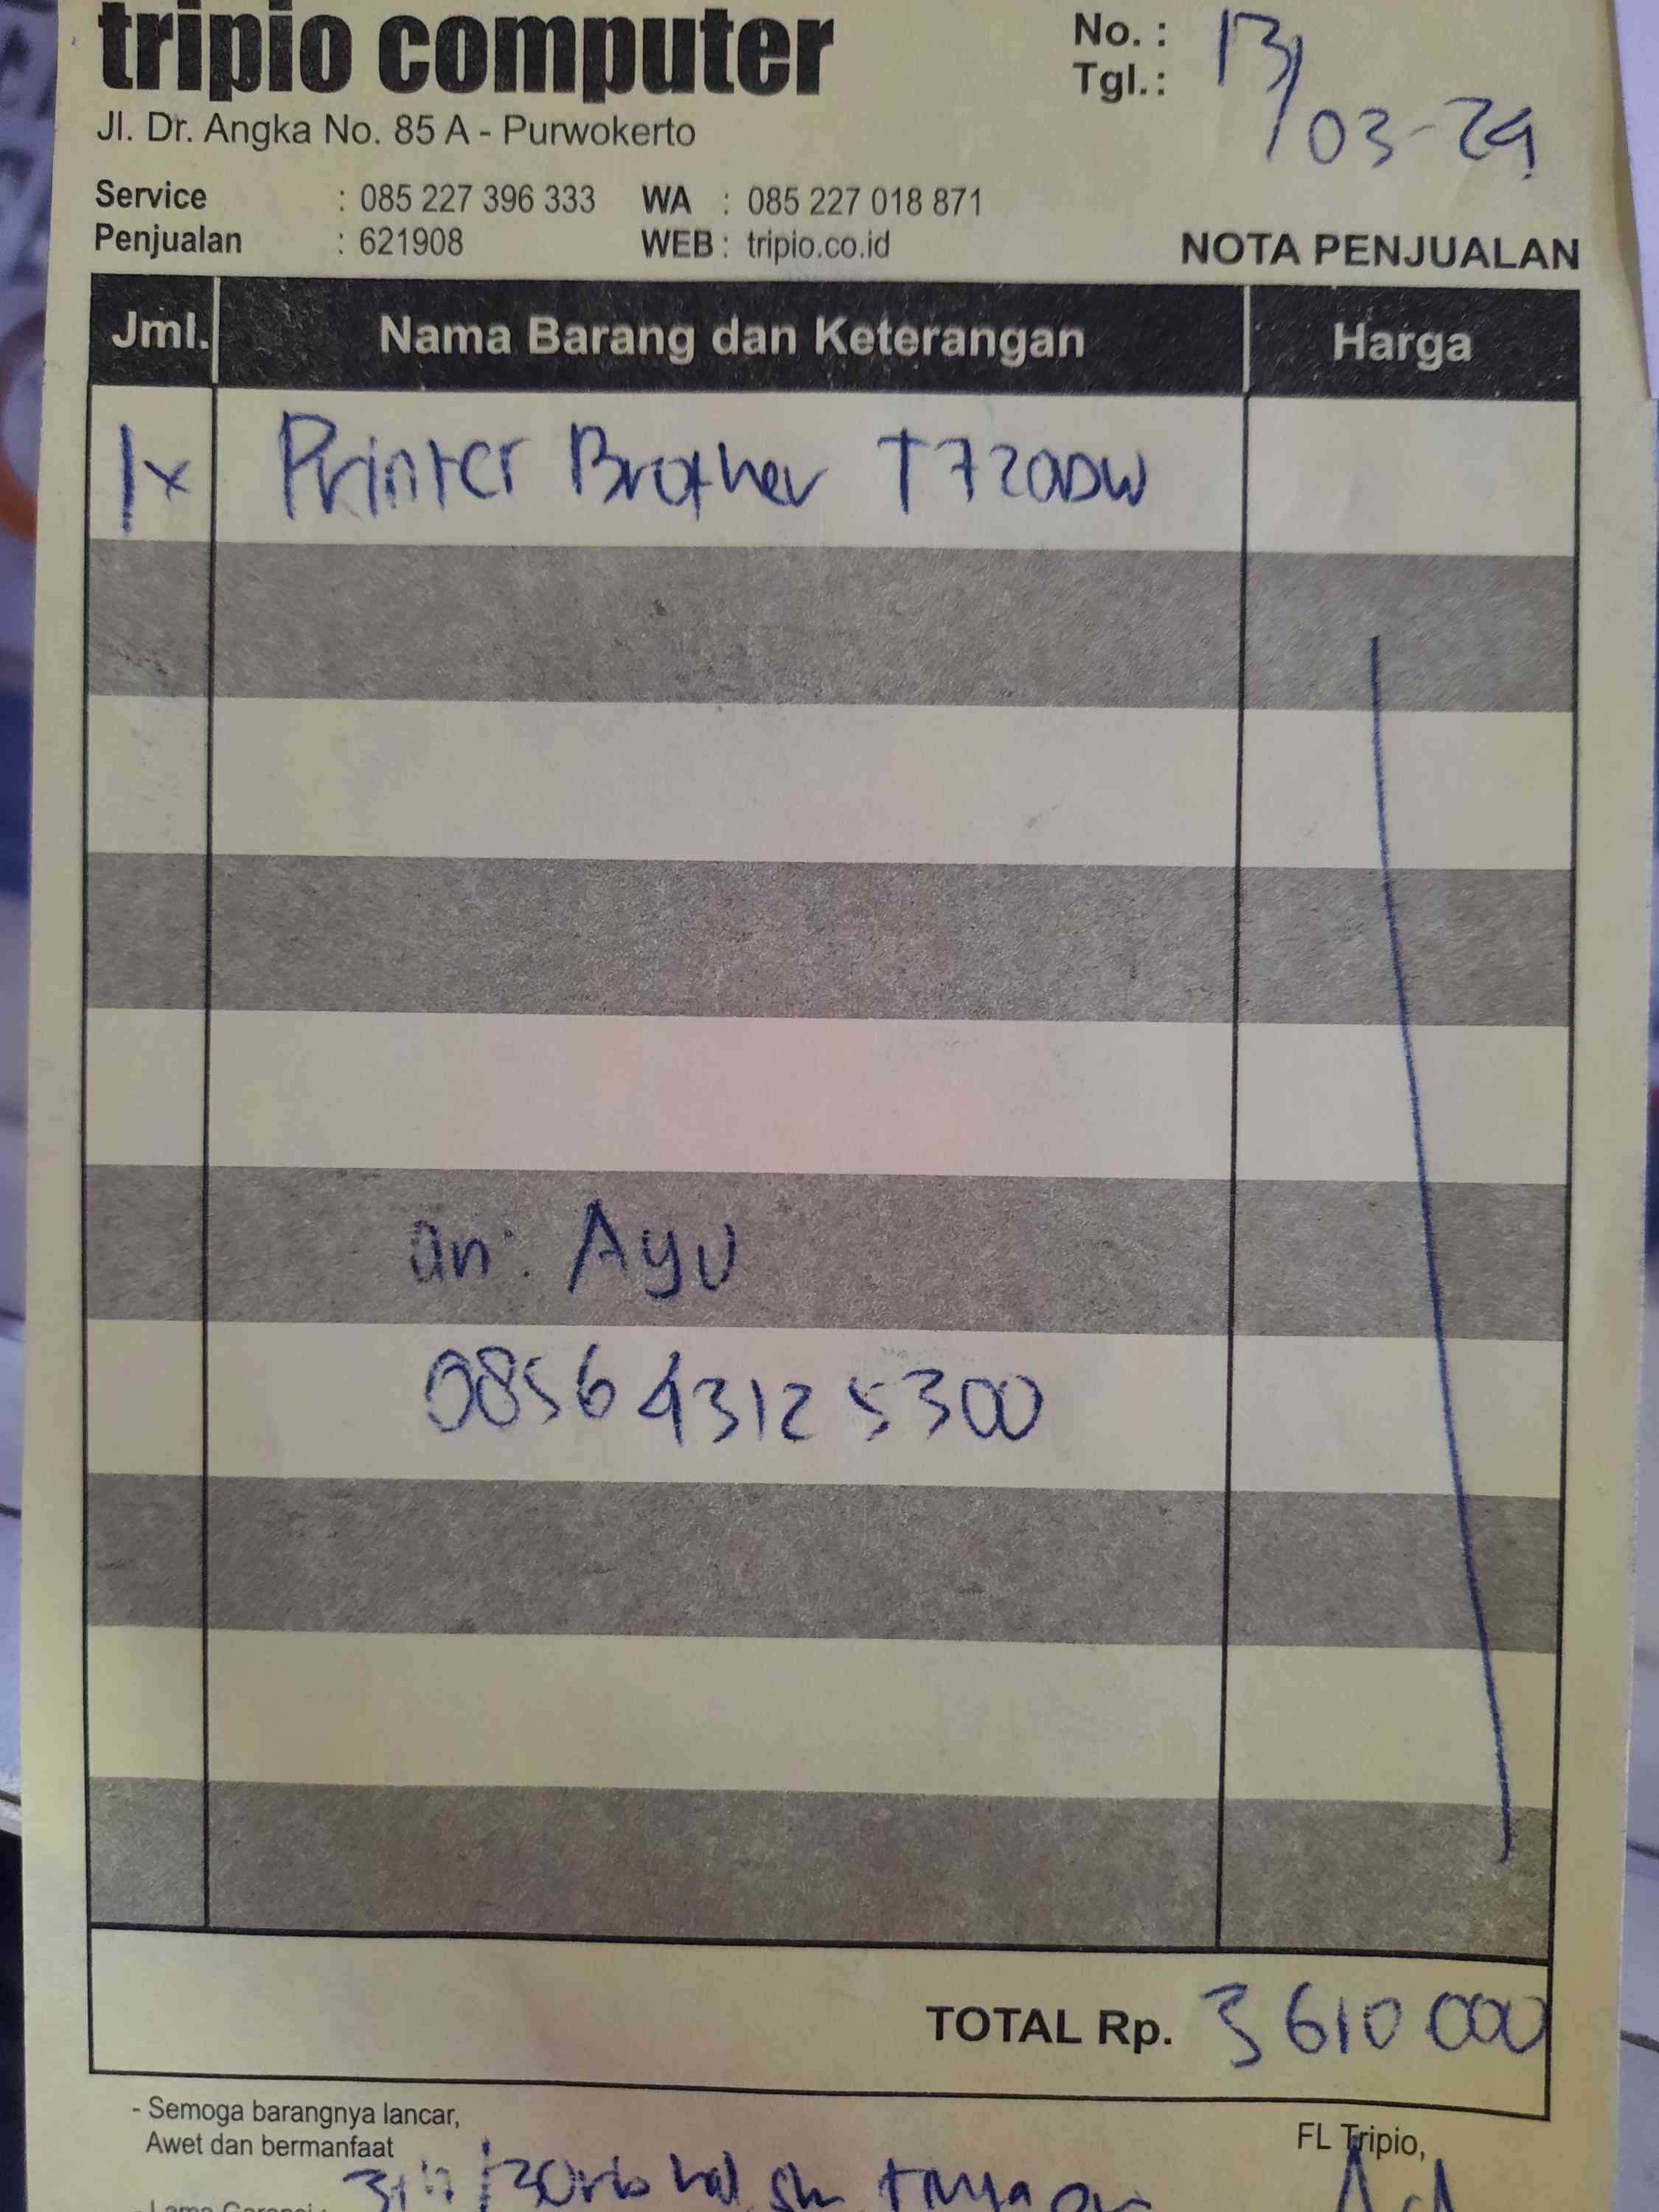 tripio computer
No. :
Tgl. : 13/03-24
Jl. Dr. Angka No. 85 A - Purwokerto
Service : 085 227 396 333 WA : 085 227 018 871
Penjualan : 621908 WEB : tripio.co.id
NOTA PENJUALAN
Jml. Nama Barang dan Keterangan Harga
1x Printer Brother T720DW
an: Ayu
085643125300
TOTAL Rp. 3610000
- Semoga barangnya lancar,
Awet dan bermanfaat
FL Tripio,